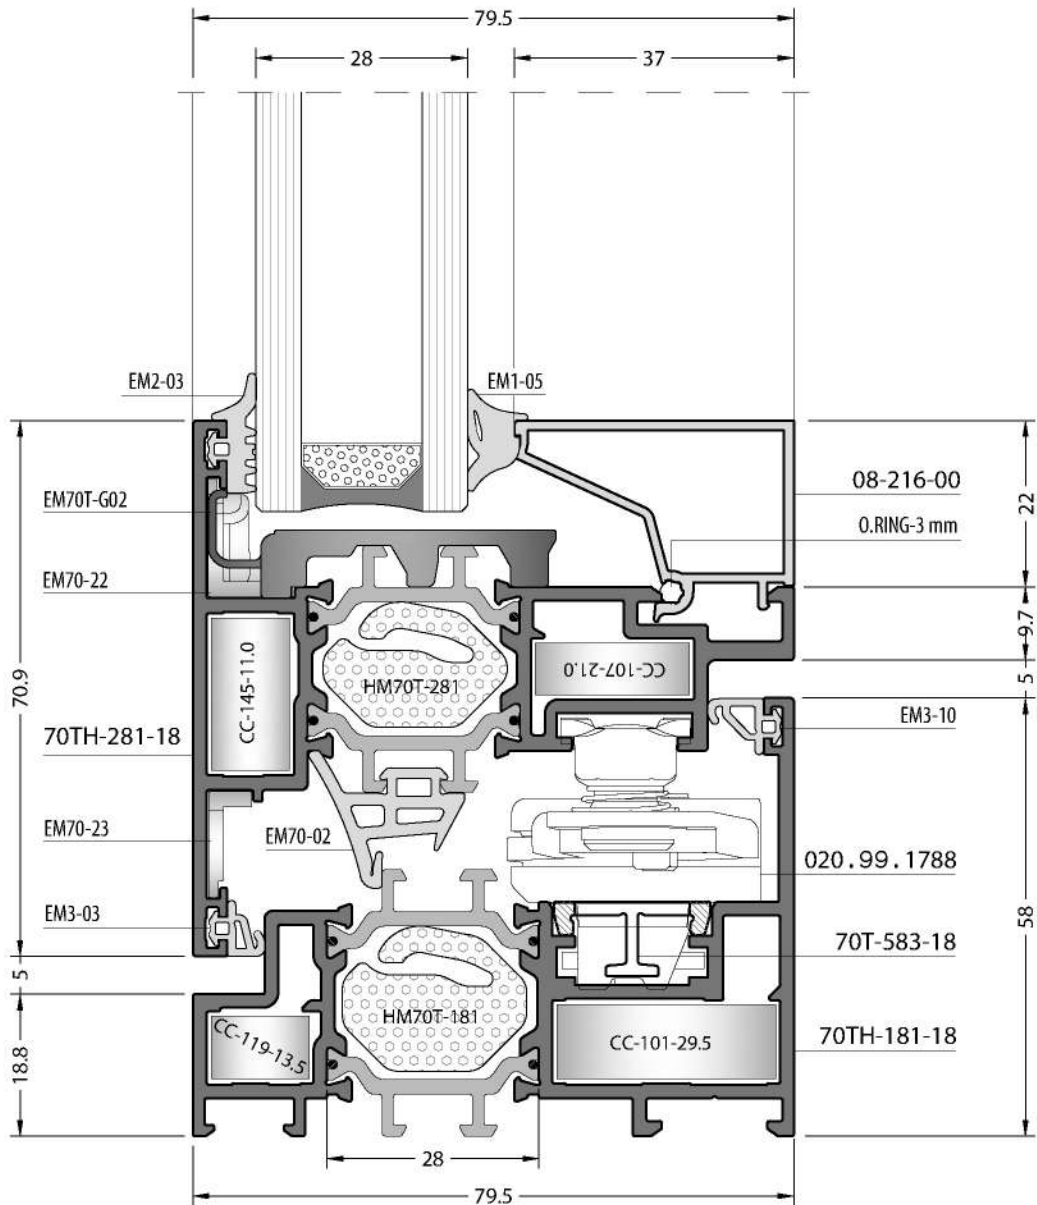 79.5
28
37
EM2-03
EM1-05
08-216-00
22
EM70T-G02
O.RING-3 mm
EM70-22
9.7
CC-145-11.0
CC-107-21.0
HM70T-281
5
70.9
EM3-10
70TH-281-18
EM70-23
EM70-02
020.99.1788
EM3-03
58
70T-583-18
5
HM70T-181
CC-119-13.5
CC-101-29.5
70TH-181-18
18.8
28
79.5